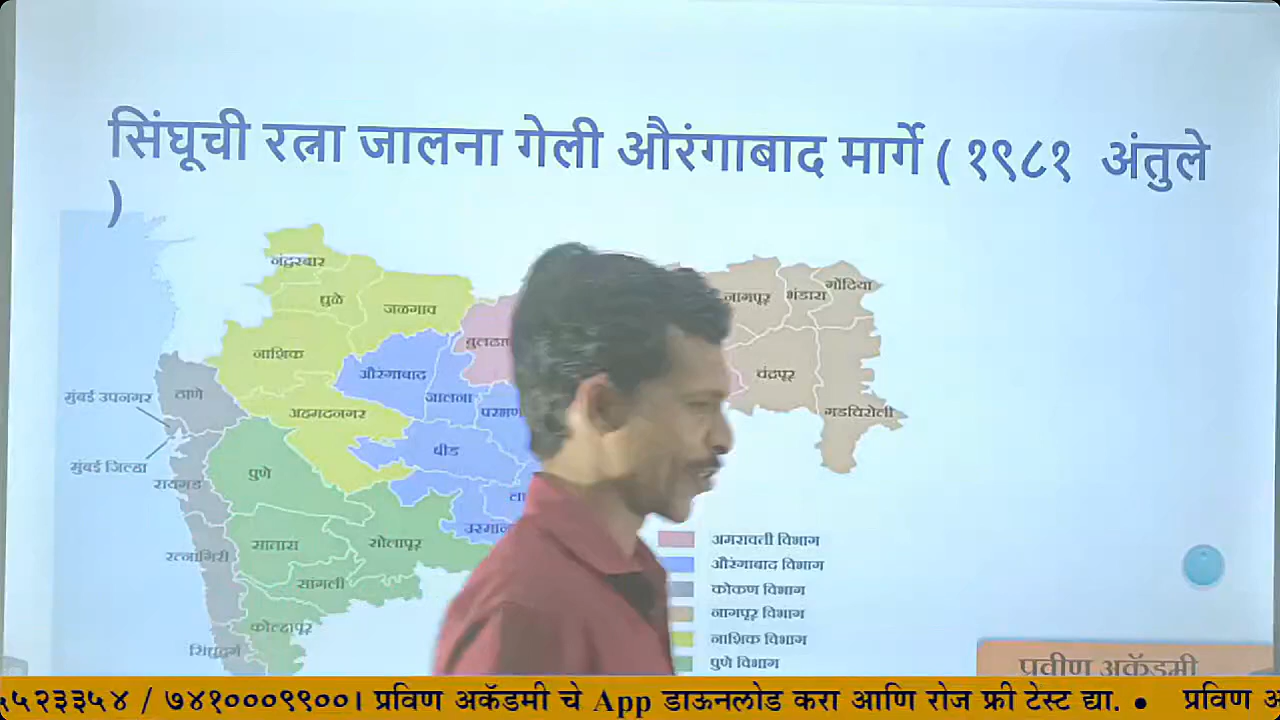 सिंघूची रत्ना जालना गेली औरंगाबाद मार्गे ( १९८१ अंतुले
)
नंदुरबार
धुळे
जळगाव
नाशिक
औरंगाबाद
जालना
अहमदनगर
बीड
ठाणे
मुंबई उपनगर
मुंबई जिल्हा
रायगड
पुणे
सातारा
सोलापूर
रत्नागिरी
सांगली
कोल्हापूर
सिंधुदुर्ग
नागपूर
भंडारा
गोंदिया
चंद्रपूर
गडचिरोली
अमरावती विभाग
औरंगाबाद विभाग
कोकण विभाग
नागपूर विभाग
नाशिक विभाग
पुणे विभाग
प्रवीण अकॅडमी
५२३३५४ / ७४१०००९९००। प्रविण अकॅडमी चे App डाऊनलोड करा आणि रोज फ्री टेस्ट द्या. • प्रविण